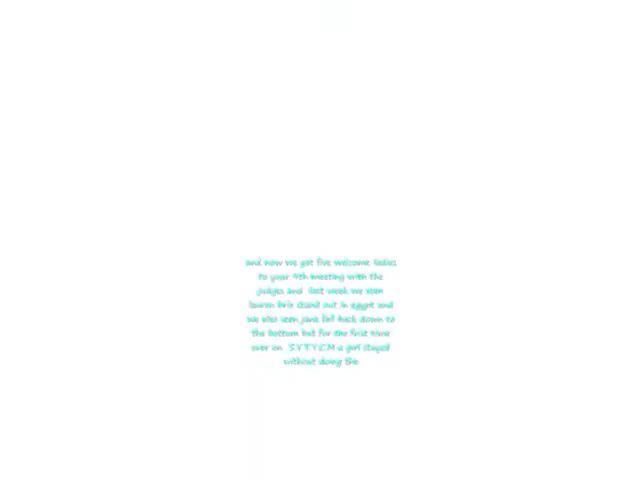 and now we got five welcome ladies
to your 4th meeting with the
judges and last week we seen
lauren brie stand out in egypt and
we also seen jane fall back down to
the bottom but for the first time
ever on S.Y.T.Y.C.M a girl stayed
without doing the